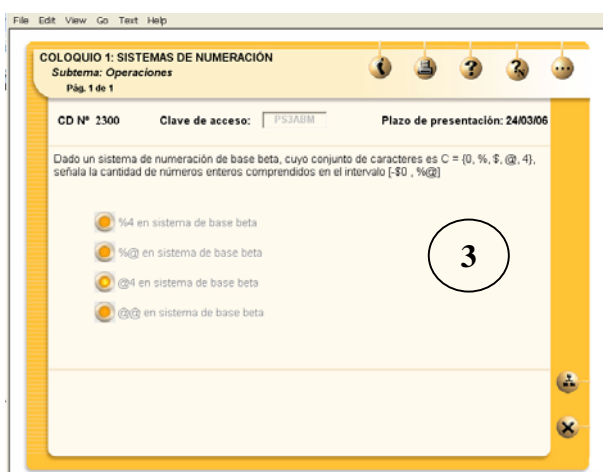 File Edit View Go Text Help
COLOQUIO 1: SISTEMAS DE NUMERACIÓN
Subtema: Operaciones
Pág. 1 de 1
CD Nº 2300 Clave de acceso: PS3ABM Plazo de presentación: 24/03/06
Dado un sistema de numeración de base beta, cuyo conjunto de caracteres es C = {0, %, $, @, 4},
señala la cantidad de números enteros comprendidos en el intervalo [-$0 , %@]
%4 en sistema de base beta
%@ en sistema de base beta
@4 en sistema de base beta
@@ en sistema de base beta
3